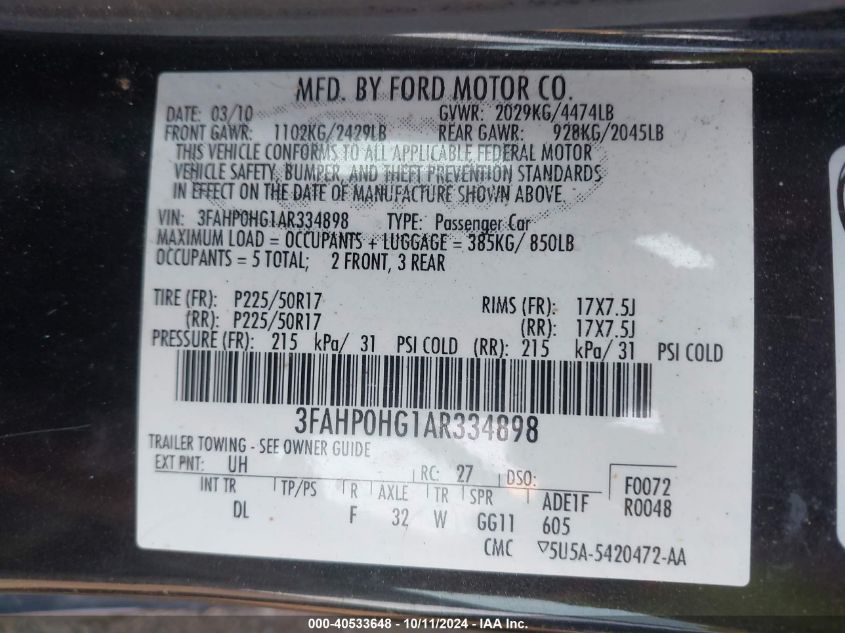 MFD. BY FORD MOTOR CO.
DATE: 03/10 GVWR: 2029KG/4474LB
FRONT GAWR: 1102KG/2429LB REAR GAWR: 928KG/2045LB
THIS VEHICLE CONFORMS TO ALL APPLICABLE FEDERAL MOTOR
VEHICLE SAFETY, BUMPER, AND THEFT PREVENTION STANDARDS
IN EFFECT ON THE DATE OF MANUFACTURE SHOWN ABOVE.
VIN: 3FAHP0HG1AR334898 TYPE: Passenger Car
MAXIMUM LOAD = OCCUPANTS + LUGGAGE = 385KG/ 850LB
OCCUPANTS = 5 TOTAL; 2 FRONT, 3 REAR
TIRE (FR): P225/50R17 RIMS (FR): 17X7.5J
(RR): P225/50R17 (RR): 17X7.5J
PRESSURE (FR): 215 kPa/ 31 PSI COLD (RR): 215 kPa/ 31 PSI COLD
3FAHP0HG1AR334898
TRAILER TOWING - SEE OWNER GUIDE
EXT PNT: UH RC: 27 DSO: F0072
INT TR TP/PS R AXLE TR SPR ADE1F R0048
DL F 32 W GG11 605
CMC ▽5U5A-5420472-AA
000-40533648 - 10/11/2024 - IAA Inc.